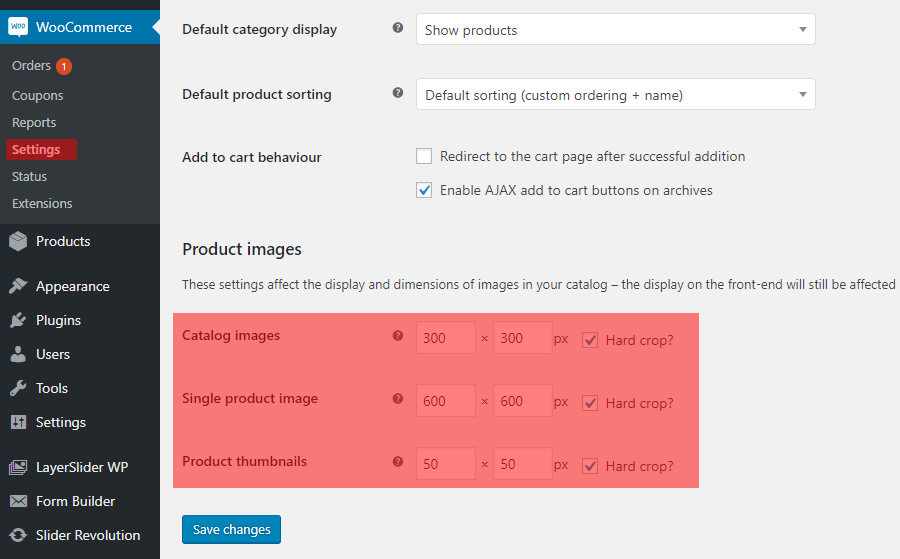 WOO WooCommerce
Orders 1
Coupons
Reports
Settings
Status
Extensions
Products
Appearance
Plugins
Users
Tools
Settings
LayerSlider WP
Form Builder
Slider Revolution
Default category display ? Show products
Default product sorting ? Default sorting (custom ordering + name)
Add to cart behaviour Redirect to the cart page after successful addition
Enable AJAX add to cart buttons on archives
Product images
These settings affect the display and dimensions of images in your catalog – the display on the front-end will still be affected
Catalog images ? 300 × 300 px Hard crop?
Single product image ? 600 × 600 px Hard crop?
Product thumbnails ? 50 × 50 px Hard crop?
Save changes